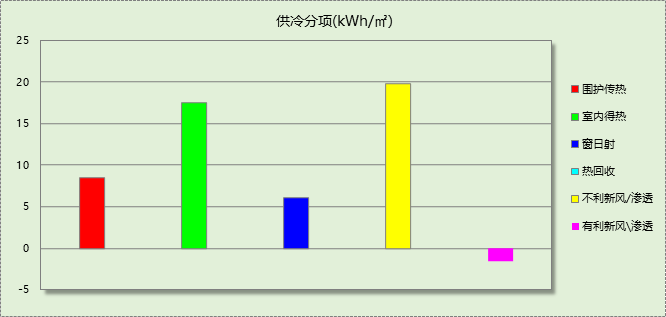 供冷分项(kWh/㎡)
25
20
15
10
5
0
-5
围护传热
室内得热
窗日射
热回收
不利新风/渗透
有利新风\渗透